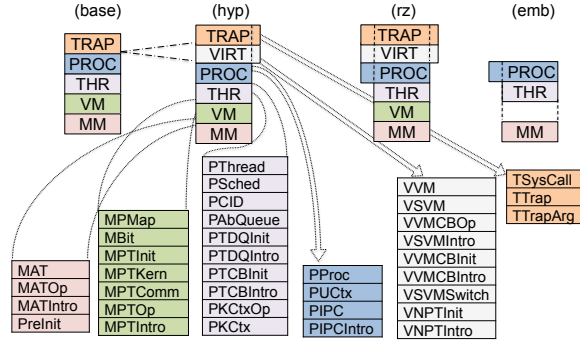 (base)
(hyp)
(rz)
(emb)
TRAP
PROC
THR
VM
MM
TRAP
VIRT
PROC
THR
VM
MM
TRAP
VIRT
PROC
THR
VM
MM
PROC
THR
MM
MAT
MATOp
MATIntro
PreInit
MPMap
MBit
MPTInit
MPTKern
MPTComm
MPTOp
MPTIntro
PThread
PSched
PCID
PAbQueue
PTDQInit
PTDQIntro
PTCBInit
PTCBIntro
PKCtxOp
PKCtx
PProc
PUCtx
PIPC
PIPCIntro
VVM
VSVM
VVMCBOp
VSVMIntro
VVMCBInit
VVMCBIntro
VSVMSwitch
VNPTInit
VNPTIntro
TSysCall
TTrap
TTrapArg